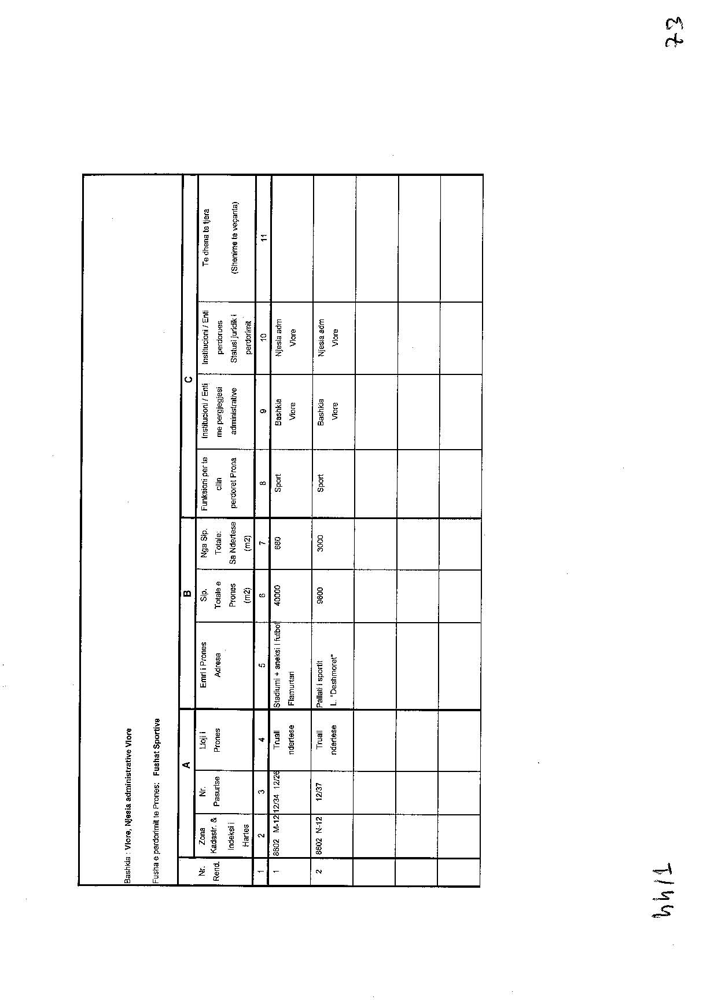 73
Bashkia : Vlore, Njesia administrative Vlore
Fusha e perdorimit te Prones: Fushat Sportive
A B C
Nr. Rend. | Zona Kadastr. & Indeksi i Hartes | Nr. Pasurise | Lloji i Prones | Emri i Prones Adresa | Sip. Totale e Prones (m2) | Nga Sip. Totale: Sa Ndertese (m2) | Funksioni per te cilin perdoret Prona | Institucioni / Enti me pergjegjesi administrative | Institucioni / Enti perdorues Statusi juridik i perdorimit | Te dhena te tjera (Shenime te veçanta)
1 2 3 4 5 6 7 8 9 10 11
1 8602 M-12 12/34 12/26 Truall Stadiumi + aneksi I futbol 40000 680 Sport Bashkia Njesia adm
ndertese Flamurtari Vlore Vlore
2 8602 N-12 12/37 Truall Pallati i sportit 9600 3000 Sport Bashkia Njesia adm
ndertese L. "Deshmoret" Vlore Vlore